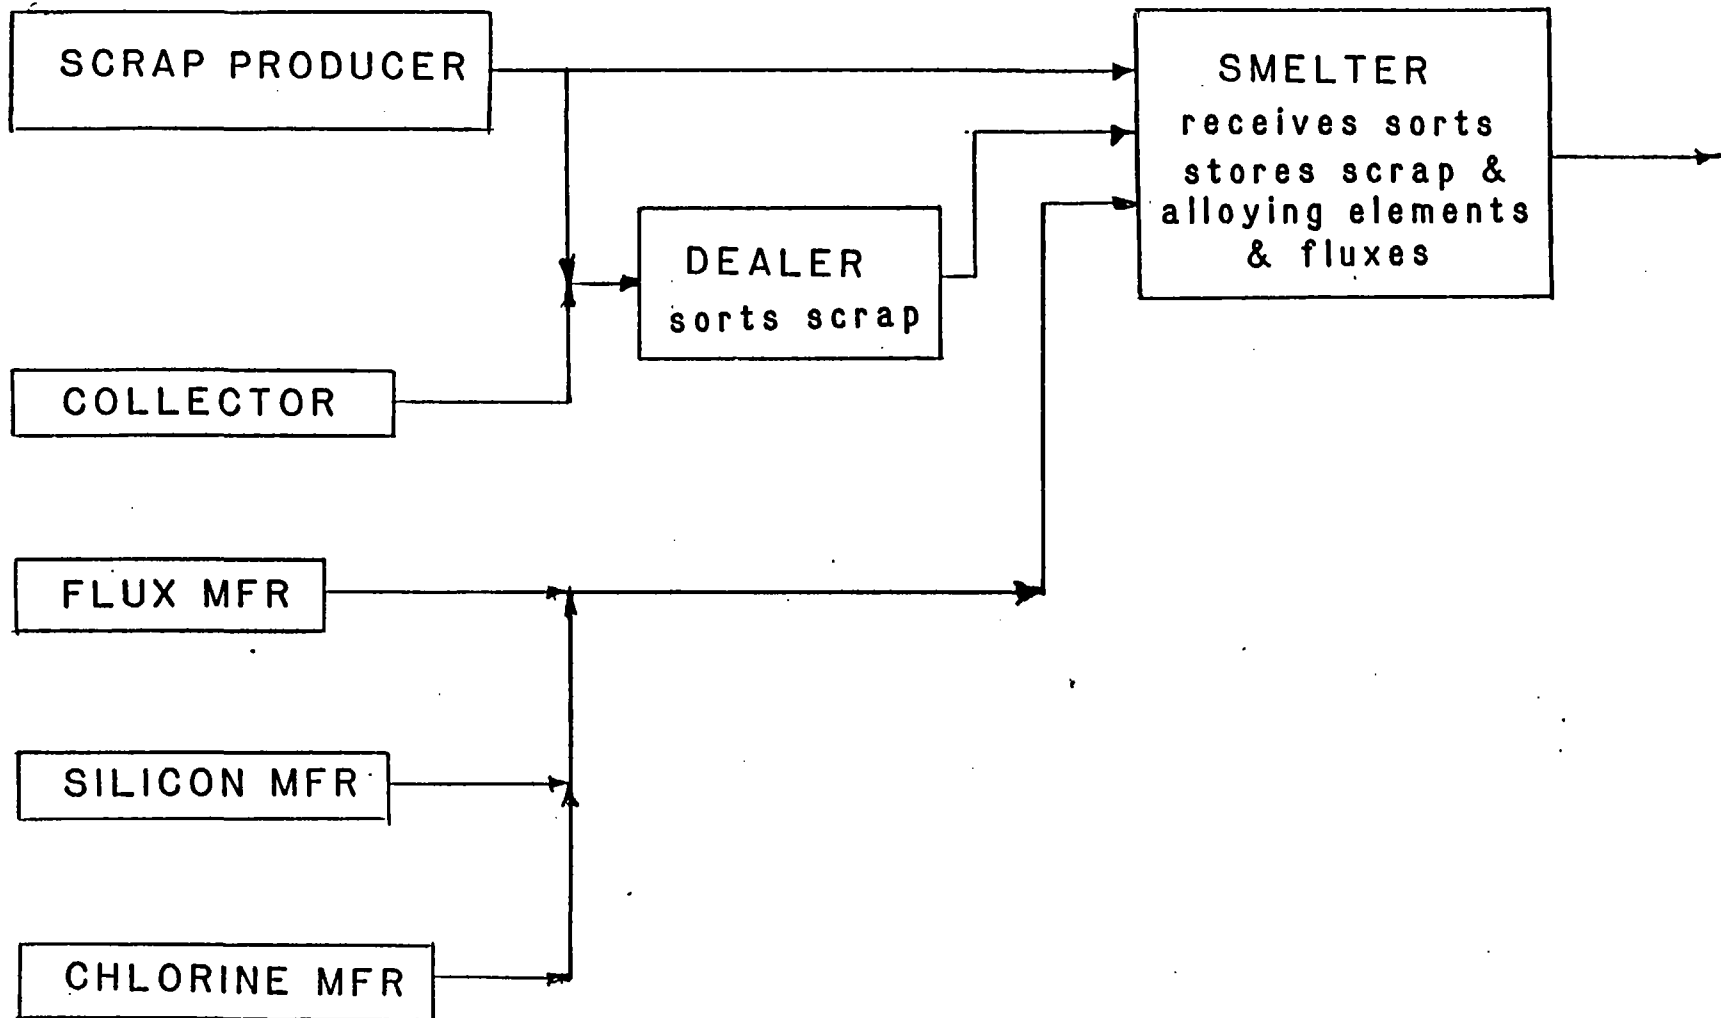 SCRAP PRODUCER
SMELTER
receives sorts
stores scrap &
alloying elements
& fluxes
DEALER
sorts scrap
COLLECTOR
FLUX MFR
SILICON MFR
CHLORINE MFR